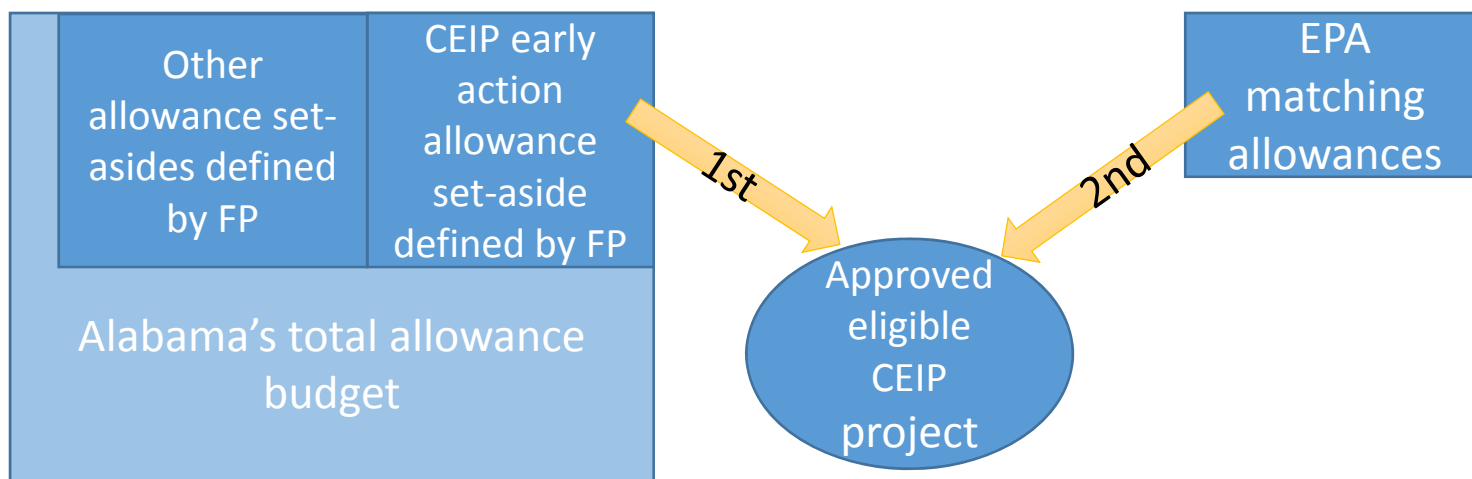 Other
allowance set-
asides defined
by FP
CEIP early
action
allowance
set-aside
defined by FP
Alabama’s total allowance
budget
1st
2nd
EPA
matching
allowances
Approved
eligible
CEIP
project